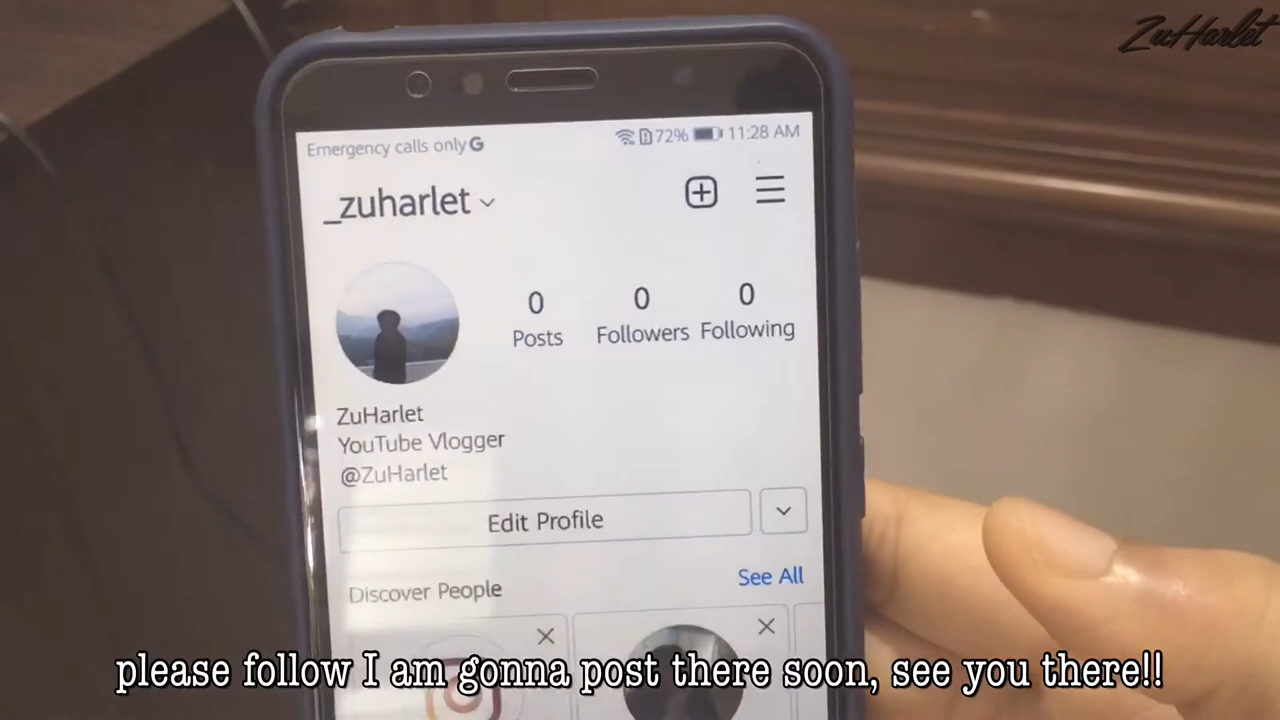 ZuHarlet
Emergency calls only G 72% 11:28 AM
_zuharlet
0 0 0
Posts Followers Following
ZuHarlet
YouTube Vlogger
@ZuHarlet
Edit Profile
Discover People See All
please follow I am gonna post there soon, see you there!!